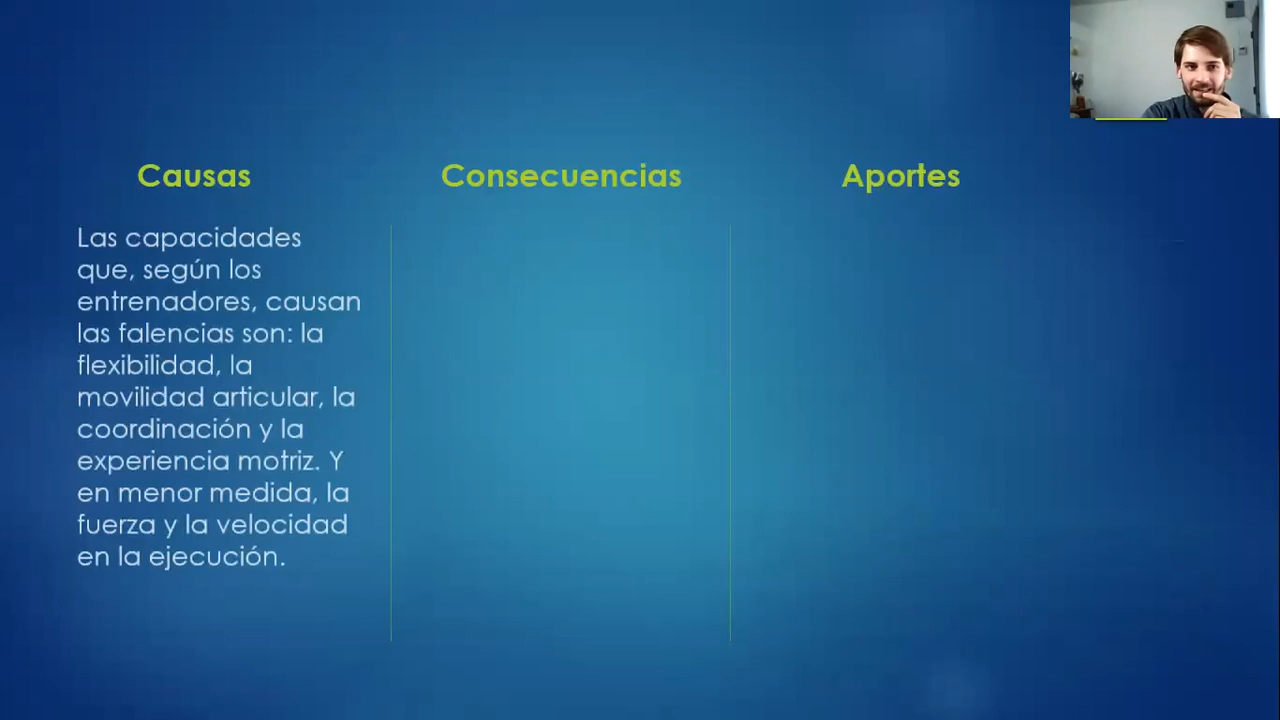 Causas
Consecuencias
Aportes
Las capacidades
que, según los
entrenadores, causan
las falencias son: la
flexibilidad, la
movilidad articular, la
coordinación y la
experiencia motriz. Y
en menor medida, la
fuerza y la velocidad
en la ejecución.